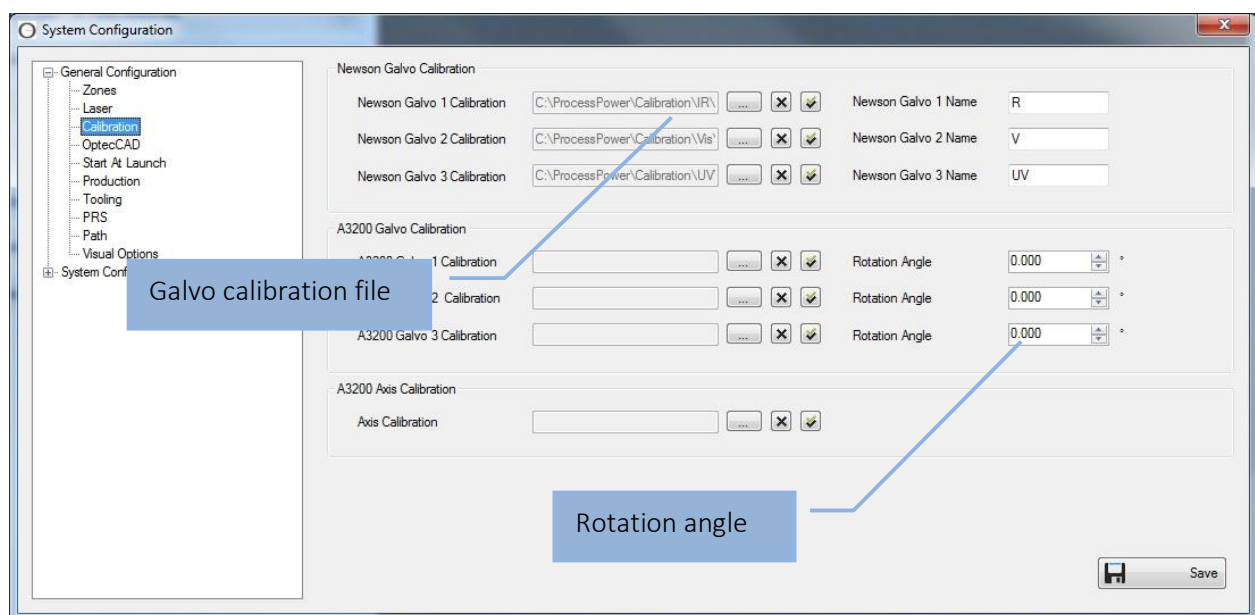 System Configuration
General Configuration
Zones
Laser
Calibration
OptecCAD
Start At Launch
Production
Tooling
PRS
Path
Visual Options
System Conf
Newson Galvo Calibration
Newson Galvo 1 Calibration C:\ProcessPower\Calibration\IR\ ... Newson Galvo 1 Name R
Newson Galvo 2 Calibration C:\ProcessPower\Calibration\Vis\ ... Newson Galvo 2 Name V
Newson Galvo 3 Calibration C:\ProcessPower\Calibration\UV ... Newson Galvo 3 Name UV
A3200 Galvo Calibration
A3200 Galvo 1 Calibration ... Rotation Angle 0.000 °
2 Calibration ... Rotation Angle 0.000 °
A3200 Galvo 3 Calibration ... Rotation Angle 0.000 °
A3200 Axis Calibration
Axis Calibration ...
Galvo calibration file
Rotation angle
Save